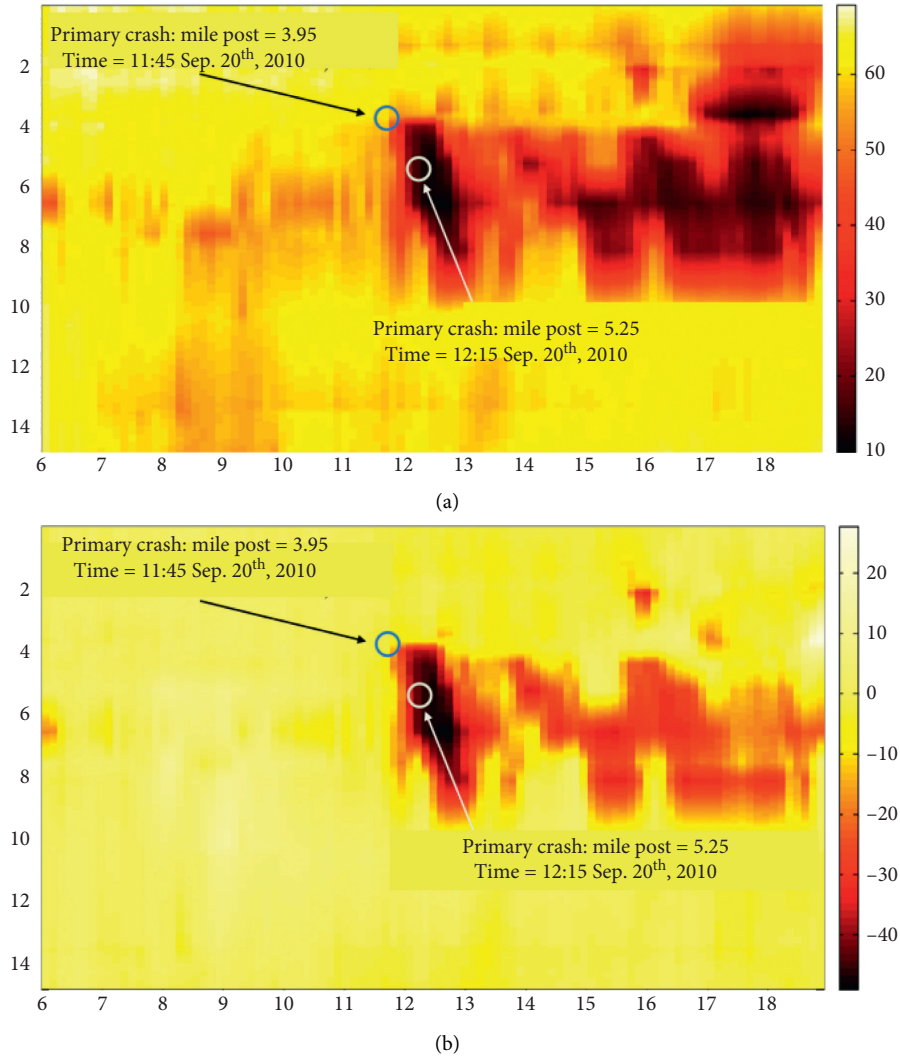 Primary crash: mile post = 3.95
Time = 11:45 Sep. 20th, 2010
Primary crash: mile post = 5.25
Time = 12:15 Sep. 20th, 2010
2
4
6
8
10
12
14
6 7 8 9 10 11 12 13 14 15 16 17 18
60
50
40
30
20
10
(a)
Primary crash: mile post = 3.95
Time = 11:45 Sep. 20th, 2010
Primary crash: mile post = 5.25
Time = 12:15 Sep. 20th, 2010
2
4
6
8
10
12
14
6 7 8 9 10 11 12 13 14 15 16 17 18
20
10
0
–10
–20
–30
–40
(b)